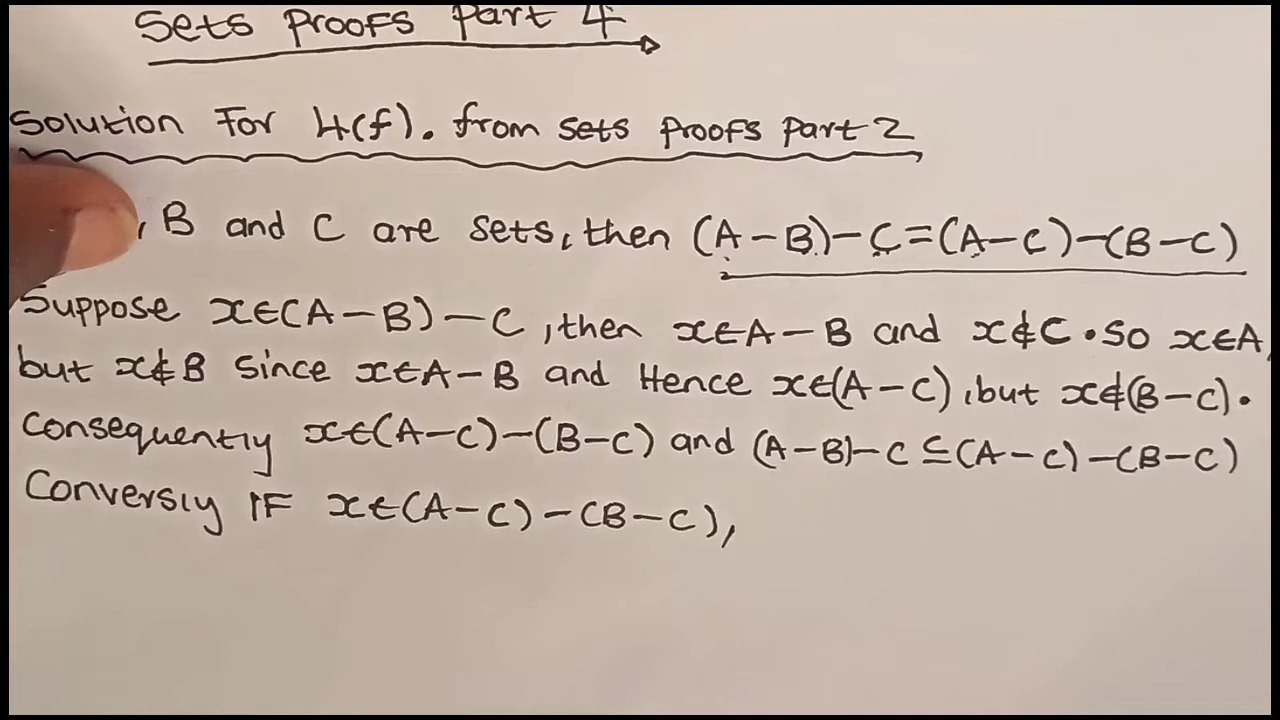 Sets Proofs Part 4
Solution For 4(f). from sets Proofs Part 2
, B and C are sets, then (A-B)-C=(A-C)-(B-C)
Suppose x∈(A-B)-C, then x∈A-B and x∉C. So x∈A,
but x∉B Since x∈A-B and Hence x∈(A-C), but x∉(B-C).
Consequently x∈(A-C)-(B-C) and (A-B)-C⊆(A-C)-(B-C)
Conversly IF x∈(A-C)-(B-C),